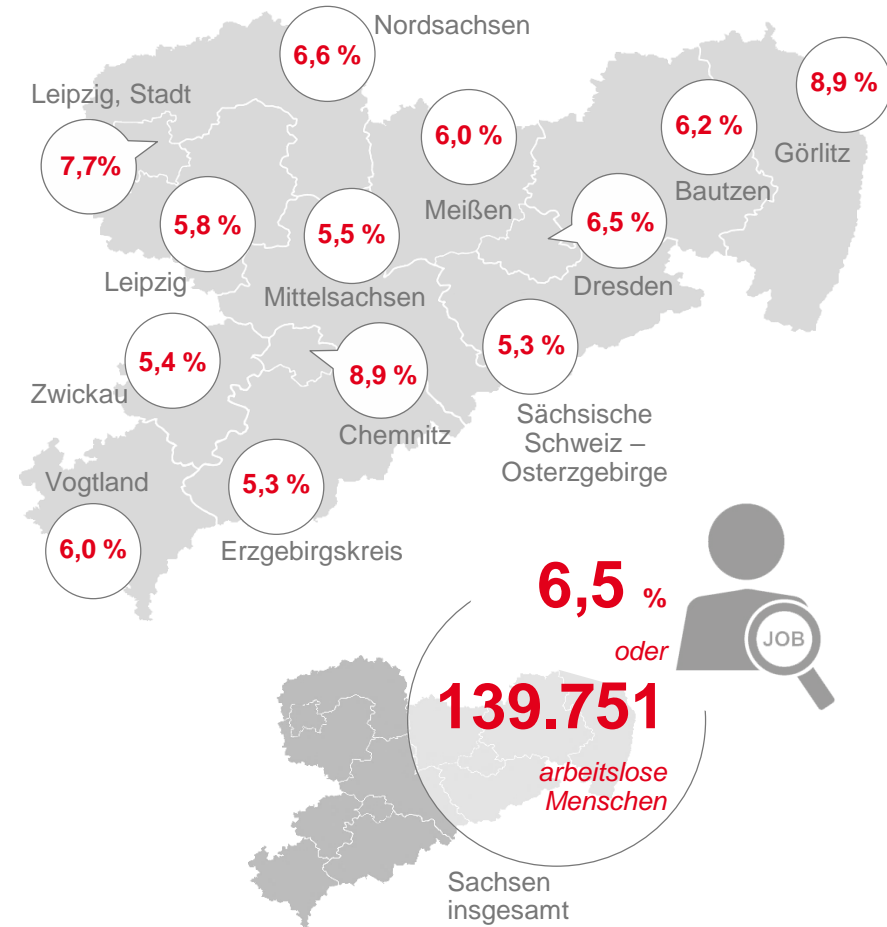 Nordsachsen
6,6 %
Leipzig, Stadt
7,7%
6,0 %
Meißen
6,2 %
Bautzen
8,9 %
Görlitz
5,8 %
Leipzig
5,5 %
Mittelsachsen
6,5 %
Dresden
5,4 %
Zwickau
8,9 %
Chemnitz
5,3 %
Sächsische
Schweiz –
Osterzgebirge
Vogtland
6,0 %
5,3 %
Erzgebirgskreis
6,5 %
oder
JOB
139.751
arbeitslose
Menschen
Sachsen
insgesamt